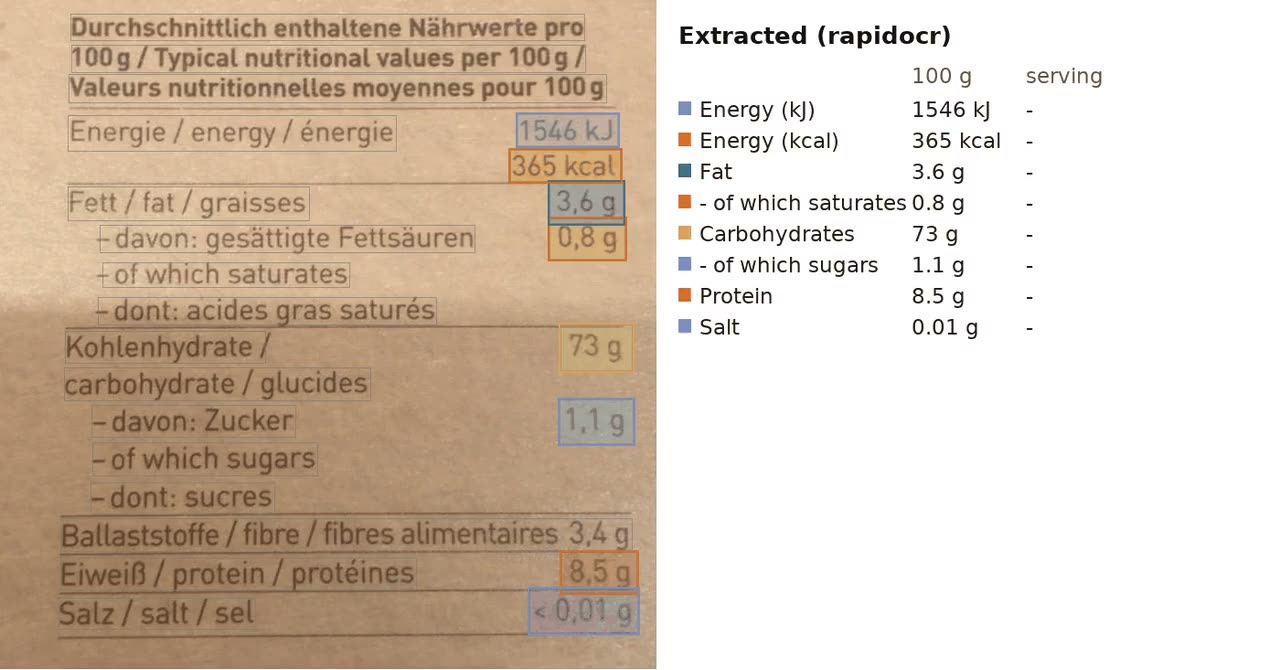 Durchschnittlich enthaltene Nährwerte pro
100 g / Typical nutritional values per 100 g /
Valeurs nutritionnelles moyennes pour 100 g
Energie / energy / énergie 1546 kJ
365 kcal
Fett / fat / graisses 3,6 g
– davon: gesättigte Fettsäuren 0,8 g
– of which saturates
– dont: acides gras saturés
Kohlenhydrate / 73 g
carbohydrate / glucides
– davon: Zucker 1,1 g
– of which sugars
– dont: sucres
Ballaststoffe / fibre / fibres alimentaires 3,4 g
Eiweiß / protein / protéines 8,5 g
Salz / salt / sel < 0,01 g
Extracted (rapidocr)
100 g serving
Energy (kJ) 1546 kJ -
Energy (kcal) 365 kcal -
Fat 3.6 g -
- of which saturates 0.8 g -
Carbohydrates 73 g -
- of which sugars 1.1 g -
Protein 8.5 g -
Salt 0.01 g -